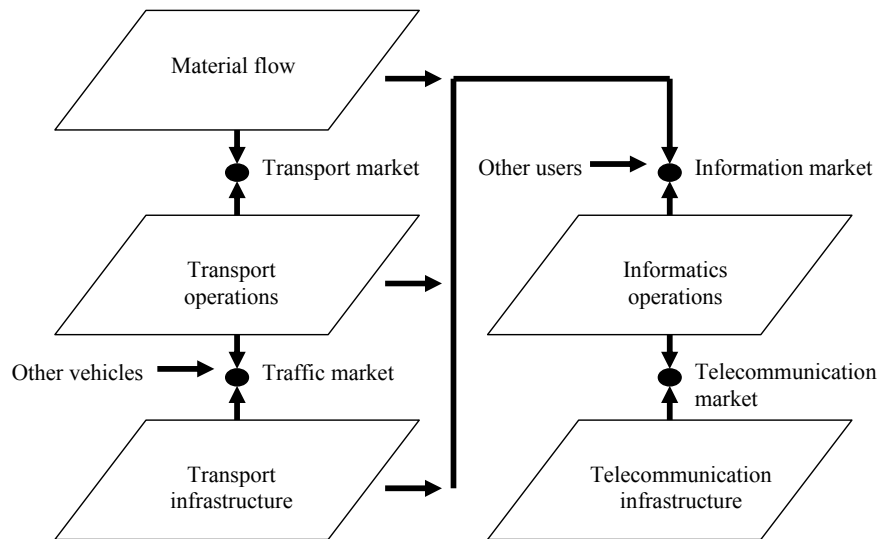 Material flow
Transport market
Other users
Information market
Transport
operations
Informatics
operations
Other vehicles
Traffic market
Telecommunication
market
Transport
infrastructure
Telecommunication
infrastructure